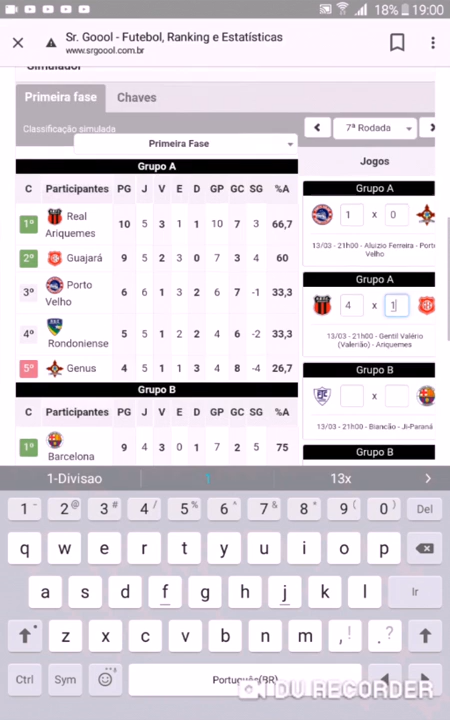 18% 19:00
Sr. Goool - Futebol, Ranking e Estatísticas
www.srgoool.com.br
Simulador
Primeira fase Chaves
Classificação simulada
Primeira Fase
7ª Rodada
Grupo A
Jogos
C Participantes PG J V E D GP GC SG %A
1º Real Ariquemes 10 5 3 1 1 10 7 3 66,7
2º Guajará 9 5 2 3 0 7 3 4 60
3º Porto Velho 6 6 1 3 2 6 7 -1 33,3
4º Rondoniense 5 5 1 2 2 4 6 -2 33,3
5º Genus 4 5 1 1 3 4 8 -4 26,7
Grupo B
C Participantes PG J V E D GP GC SG %A
1º Barcelona 9 4 3 0 1 7 2 5 75
Grupo A
1 x 0
13/03 - 21h00 - Aluizio Ferreira - Porto
Velho
Grupo A
4 x 1
13/03 - 21h00 - Gentil Valério
(Valerião) - Ariquemes
Grupo B
x
13/03 - 21h00 - Biancão - Ji-Paraná
Grupo B
1-Divisao 1 13x
1 - 2 @ 3 # 4 / 5 % 6 ^ 7 & 8 * 9 ( 0 ) Del
q w e r t y u i o p
a s d f g h j k l Ir
z x c v b n m , ! . ?
Ctrl Sym Português(BR)
DU RECORDER